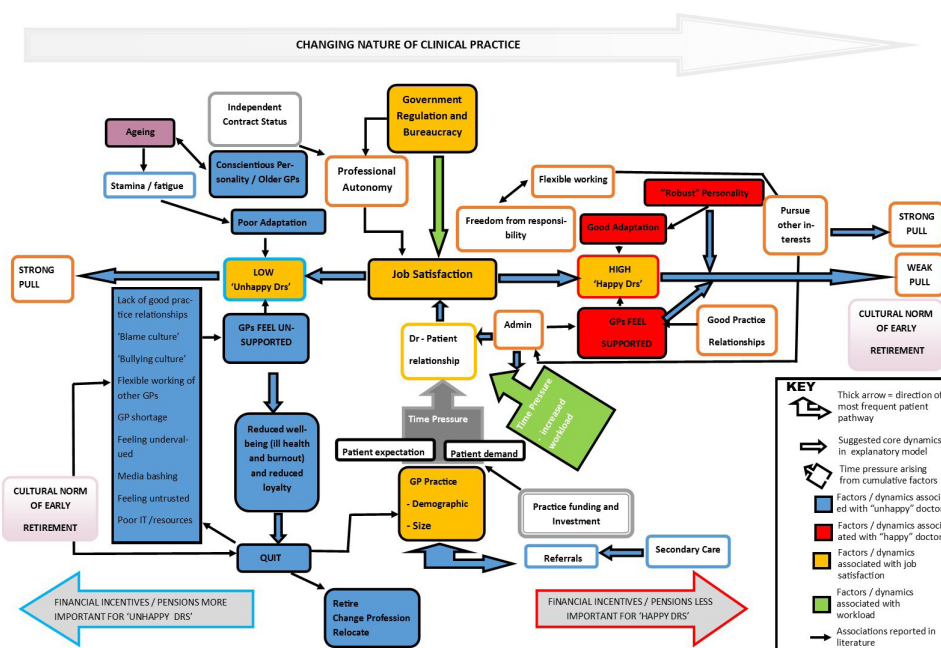 CHANGING NATURE OF CLINICAL PRACTICE
Independent
Contract Status
Government
Regulation and
Bureaucracy
Ageing
Conscientious Per-
sonality / Older GPs
Professional
Autonomy
Stamina / fatigue
Poor Adaptation
Flexible working
"Robust" Personality
Freedom from responsi-
bility
Good Adaptation
Pursue
other in-
terests
STRONG
PULL
STRONG
PULL
LOW
'Unhappy Drs'
Job Satisfaction
HIGH
'Happy Drs'
WEAK
PULL
Lack of good prac-
tice relationships
'Blame culture'
'Bullying culture'
Flexible working of
other GPs
GP shortage
Feeling underval-
ued
Media bashing
Feeling untrusted
Poor IT /resources
GPs FEEL UN-
SUPPORTED
Dr - Patient
relationship
Admin
GPs FEEL
SUPPORTED
Good Practice
Relationships
CULTURAL NORM
OF EARLY
RETIREMENT
Time Pressure
- increased
workload
Time Pressure
Patient expectation
Patient demand
Reduced well-
being (ill health
and burnout)
and reduced
loyalty
GP Practice
- Demographic
- Size
Practice funding and
Investment
CULTURAL NORM
OF EARLY
RETIREMENT
QUIT
Referrals
Secondary Care
Retire
Change Profession
Relocate
FINANCIAL INCENTIVES / PENSIONS MORE
IMPORTANT FOR 'UNHAPPY DRS'
FINANCIAL INCENTIVES / PENSIONS LESS
IMPORTANT FOR 'HAPPY DRS'
KEY
Thick arrow = direction of
most frequent patient
pathway
Suggested core dynamics
in explanatory model
Time pressure arising
from cumulative factors
Factors / dynamics associ
ed with "unhappy" docto
Factors / dynamics associ
ated with "happy" doctor
Factors / dynamics
associated with job
satisfaction
Factors / dynamics
associated with
workload
Associations reported in
literature